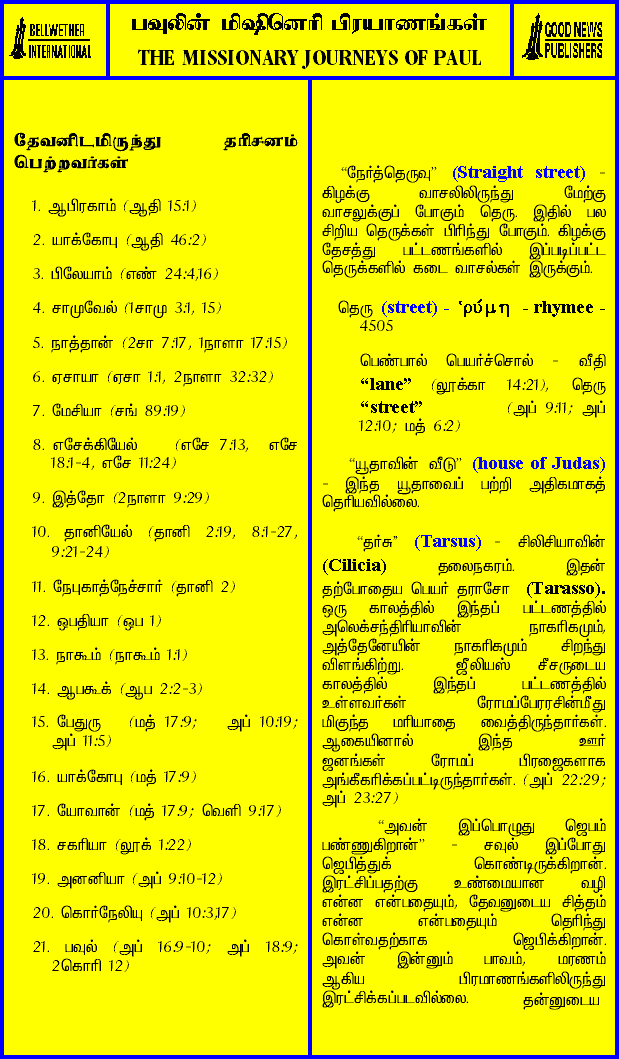 BELLWETHER
INTERNATIONAL
பவுலின் மிஷினெரி பிரயாணங்கள்
THE MISSIONARY JOURNEYS OF PAUL
GOOD NEWS
PUBLISHERS
தேவனிடமிருந்து தரிசனம்
பெற்றவர்கள்
1. ஆபிரகாம் (ஆதி 15:1)
2. யாக்கோபு (ஆதி 46:2)
3. பிலேயாம் (எண் 24:4,16)
4. சாமுவேல் (1சாமு 3:1, 15)
5. நாத்தான் (2சா 7:17, 1நாளா 17:15)
6. ஏசாயா (ஏசா 1:1, 2நாளா 32:32)
7. மேசியா (சங் 89:19)
8. எசேக்கியேல் (எசே 7:13, எசே
18:1-4, எசே 11:24)
9. இத்தோ (2நாளா 9:29)
10. தானியேல் (தானி 2:19, 8:1-27,
9:21-24)
11. நேபுகாத்நேச்சார் (தானி 2)
12. ஒபதியா (ஒப 1)
13. நாகூம் (நாகூம் 1:1)
14. ஆபகூக் (ஆப 2:2-3)
15. பேதுரு (மத் 17:9; அப் 10:19;
அப் 11:5)
16. யாக்கோபு (மத் 17:9)
17. யோவான் (மத் 17:9; வெளி 9:17)
18. சகரியா (லூக் 1:22)
19. அனனியா (அப் 9:10-12)
20. கொர்நேலியு (அப் 10:3,17)
21. பவுல் (அப் 16:9-10; அப் 18:9;
2கொரி 12)
“நேர்த்தெருவு” (Straight street) -
கிழக்கு வாசலிலிருந்து மேற்கு
வாசலுக்குப் போகும் தெரு. இதில் பல
சிறிய தெருக்கள் பிரிந்து போகும். கிழக்கு
தேசத்து பட்டணங்களில் இப்படிப்பட்ட
தெருக்களில் கடை வாசல்கள் இருக்கும்.
தெரு (street) - ῥύμη - rhymee -
4505
பெண்பால் பெயர்ச்சொல் - வீதி
“lane” (லூக்கா 14:21), தெரு
“street” (அப் 9:11; அப்
12:10; மத் 6:2)
“யூதாவின் வீடு” (house of Judas)
- இந்த யூதாவைப் பற்றி அதிகமாகத்
தெரியவில்லை.
“தர்சு” (Tarsus) - சிலிசியாவின்
(Cilicia) தலைநகரம். இதன்
தற்போதைய பெயர் தராசோ (Tarasso).
ஒரு காலத்தில் இந்தப் பட்டணத்தில்
அலெக்சந்திரியாவின் நாகரிகமும்,
அத்தேனேயின் நாகரிகமும் சிறந்து
விளங்கிற்று. ஜீலியஸ் சீசருடைய
காலத்தில் இந்தப் பட்டணத்தில்
உள்ளவர்கள் ரோமப்பேரரசின்மீது
மிகுந்த மரியாதை வைத்திருந்தார்கள்.
ஆகையினால் இந்த ஊர்
ஜனங்கள் ரோமப் பிரஜைகளாக
அங்கீகரிக்கப்பட்டிருந்தார்கள். (அப் 22:29;
அப் 23:27)
“அவன் இப்பொழுது ஜெபம்
பண்ணுகிறான்” - சவுல் இப்போது
ஜெபித்துக் கொண்டிருக்கிறான்.
இரட்சிப்பதற்கு உண்மையான வழி
என்ன என்பதையும், தேவனுடைய சித்தம்
என்ன என்பதையும் தெரிந்து
கொள்வதற்காக ஜெபிக்கிறான்.
அவன் இன்னும் பாவம், மரணம்
ஆகிய பிரமாணங்களிலிருந்து
இரட்சிக்கப்படவில்லை. தன்னுடைய